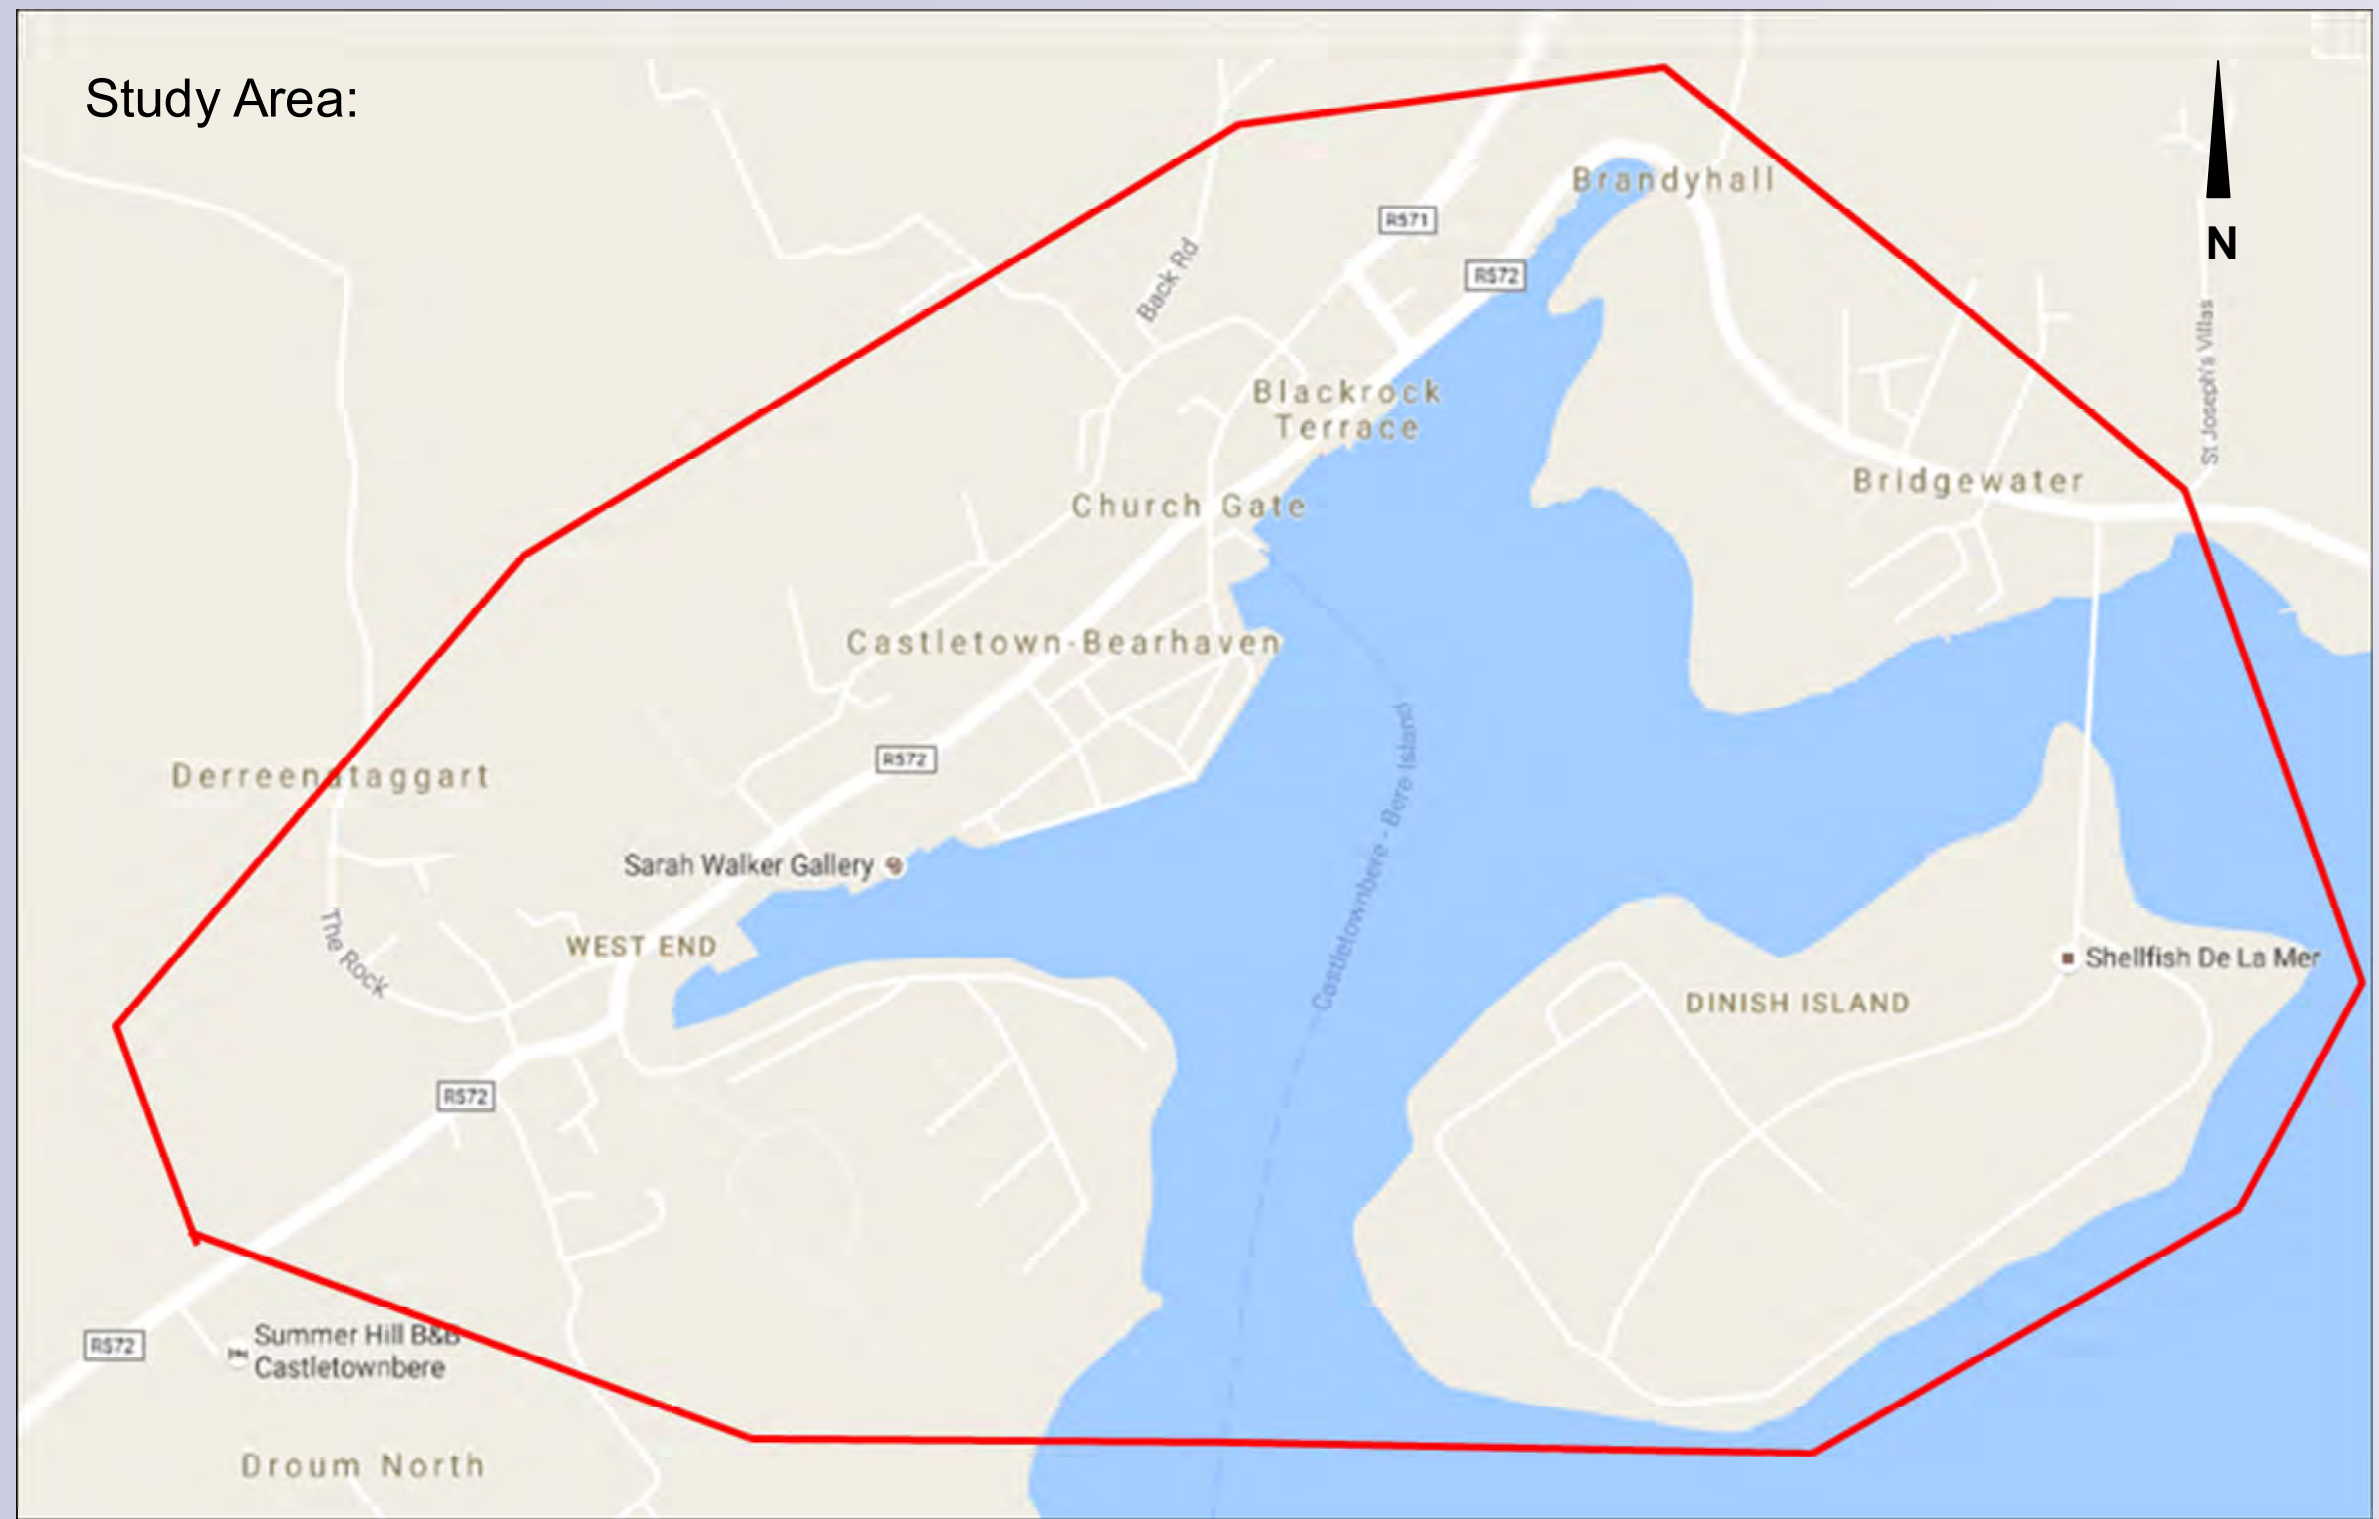 Study Area:
N
Brandyhall
R571
R572
Back Rd
St Joseph's Villas
Blackrock
Terrace
Bridgewater
Church Gate
Castletown-Bearhaven
R572
Derreenataggart
Castletownbere - Bere Island
Sarah Walker Gallery
The Rock
WEST END
Shellfish De La Mer
DINISH ISLAND
R572
R572
Summer Hill B&B
Castletownbere
Droum North